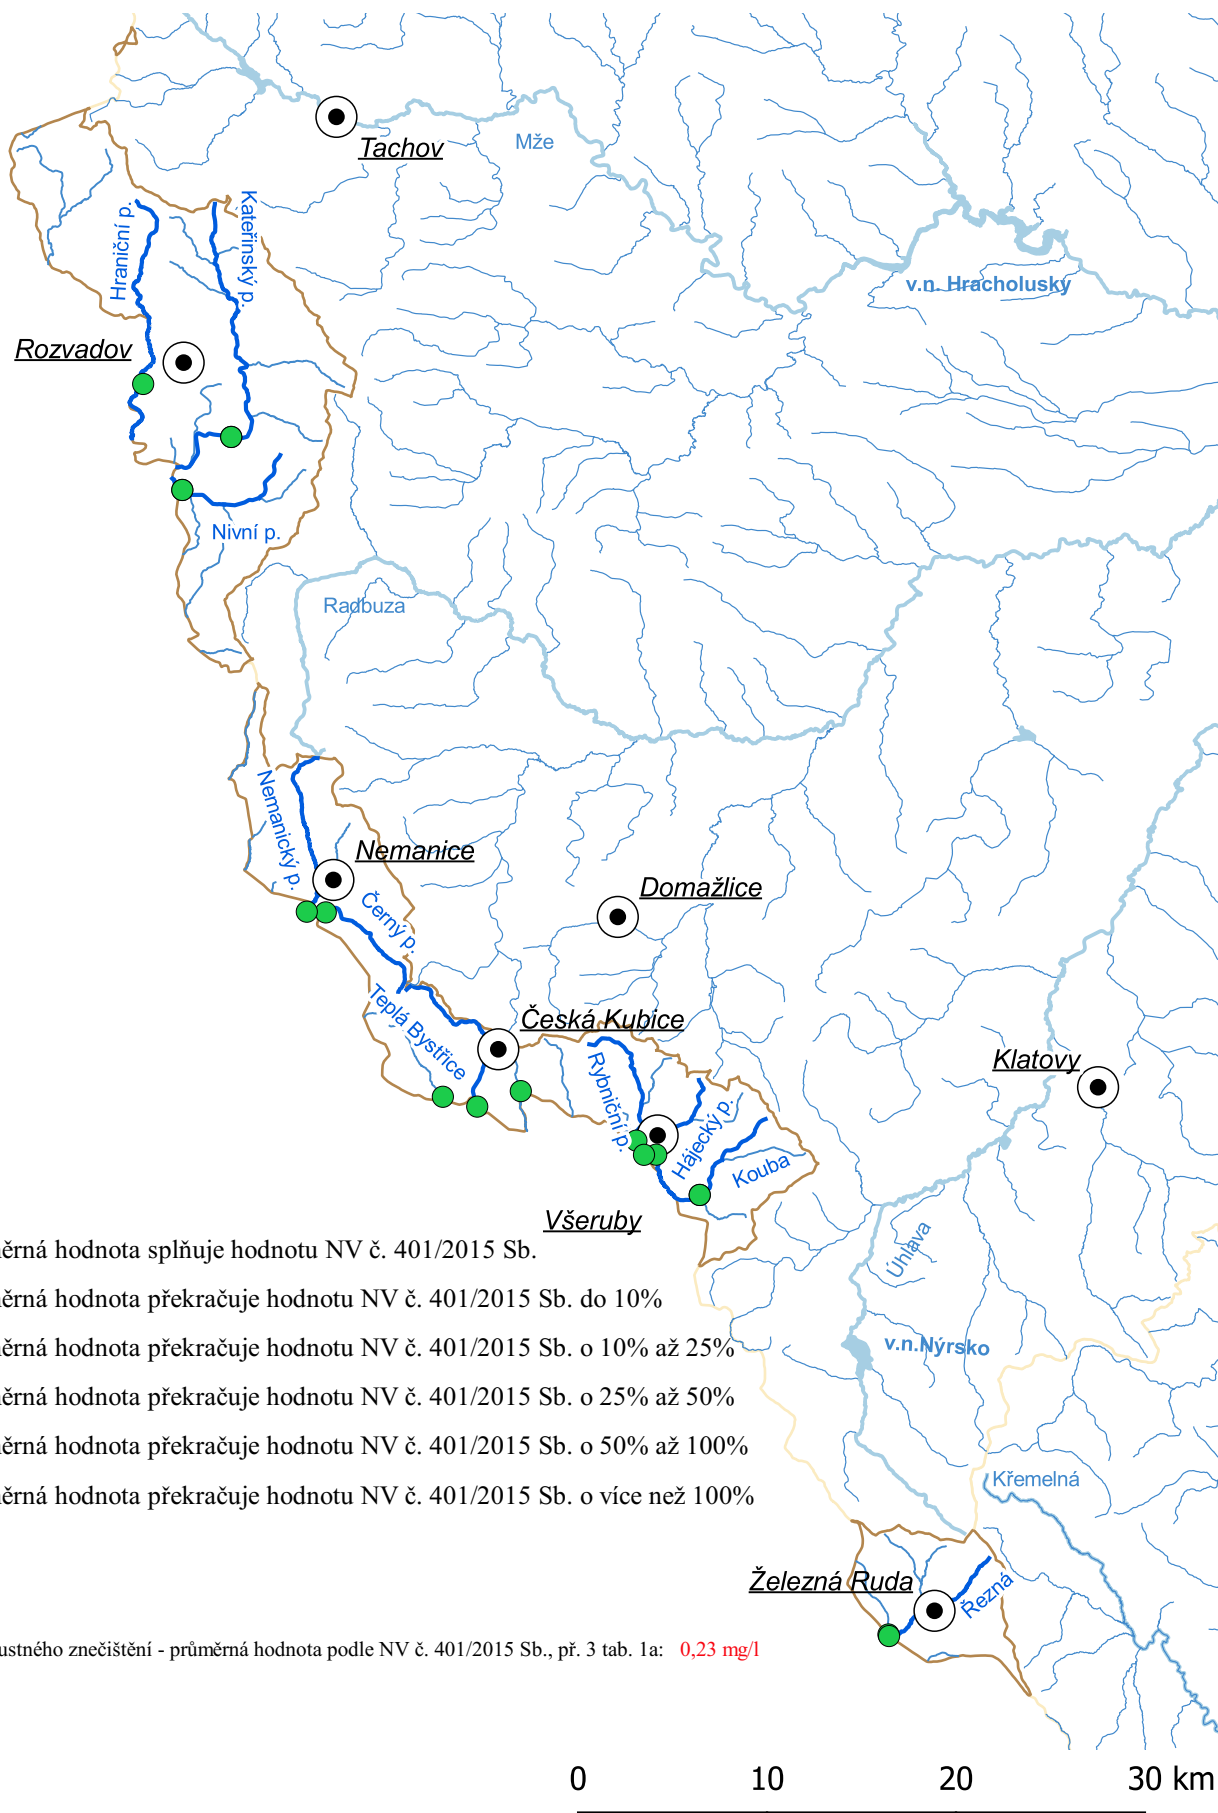 Tachov
Mže
Hraniční p.
Kateřinský p.
v.n. Hracholusky
Rozvadov
Nivní p.
Radbuza
Nemanický p.
Nemanice
Černý p.
Domažlice
Teplá Bystřice
Česká Kubice
Rybniční p.
Klatovy
Hájecký p.
Kouba
Všeruby
Úhlava
ěrná hodnota splňuje hodnotu NV č. 401/2015 Sb.
ěrná hodnota překračuje hodnotu NV č. 401/2015 Sb. do 10%
ěrná hodnota překračuje hodnotu NV č. 401/2015 Sb. o 10% až 25%
v.n.Nýrsko
ěrná hodnota překračuje hodnotu NV č. 401/2015 Sb. o 25% až 50%
ěrná hodnota překračuje hodnotu NV č. 401/2015 Sb. o 50% až 100%
Křemelná
ěrná hodnota překračuje hodnotu NV č. 401/2015 Sb. o více než 100%
Železná Ruda
Řezná
ustného znečištění - průměrná hodnota podle NV č. 401/2015 Sb., př. 3 tab. 1a: 0,23 mg/l
0 10 20 30 km